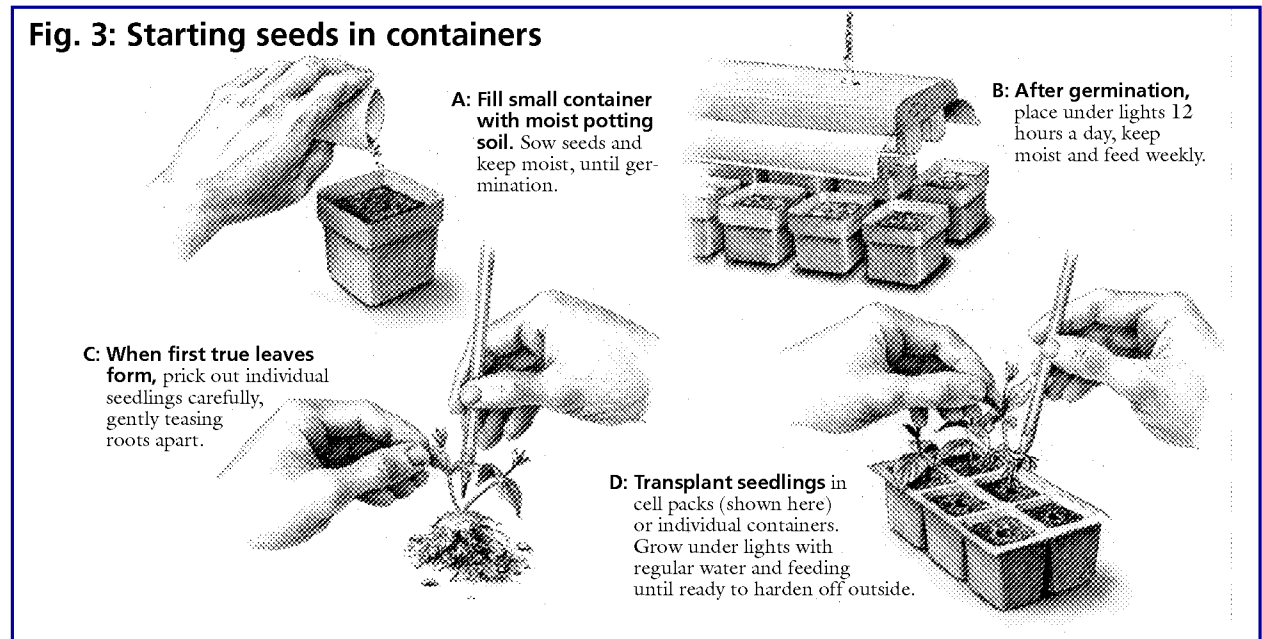 Fig. 3: Starting seeds in containers
A: Fill small container
with moist potting
soil. Sow seeds and
keep moist, until ger-
mination.
B: After germination,
place under lights 12
hours a day, keep
moist and feed weekly.
C: When first true leaves
form, prick out individual
seedlings carefully,
gently teasing
roots apart.
D: Transplant seedlings in
cell packs (shown here)
or individual containers.
Grow under lights with
regular water and feeding
until ready to harden off outside.